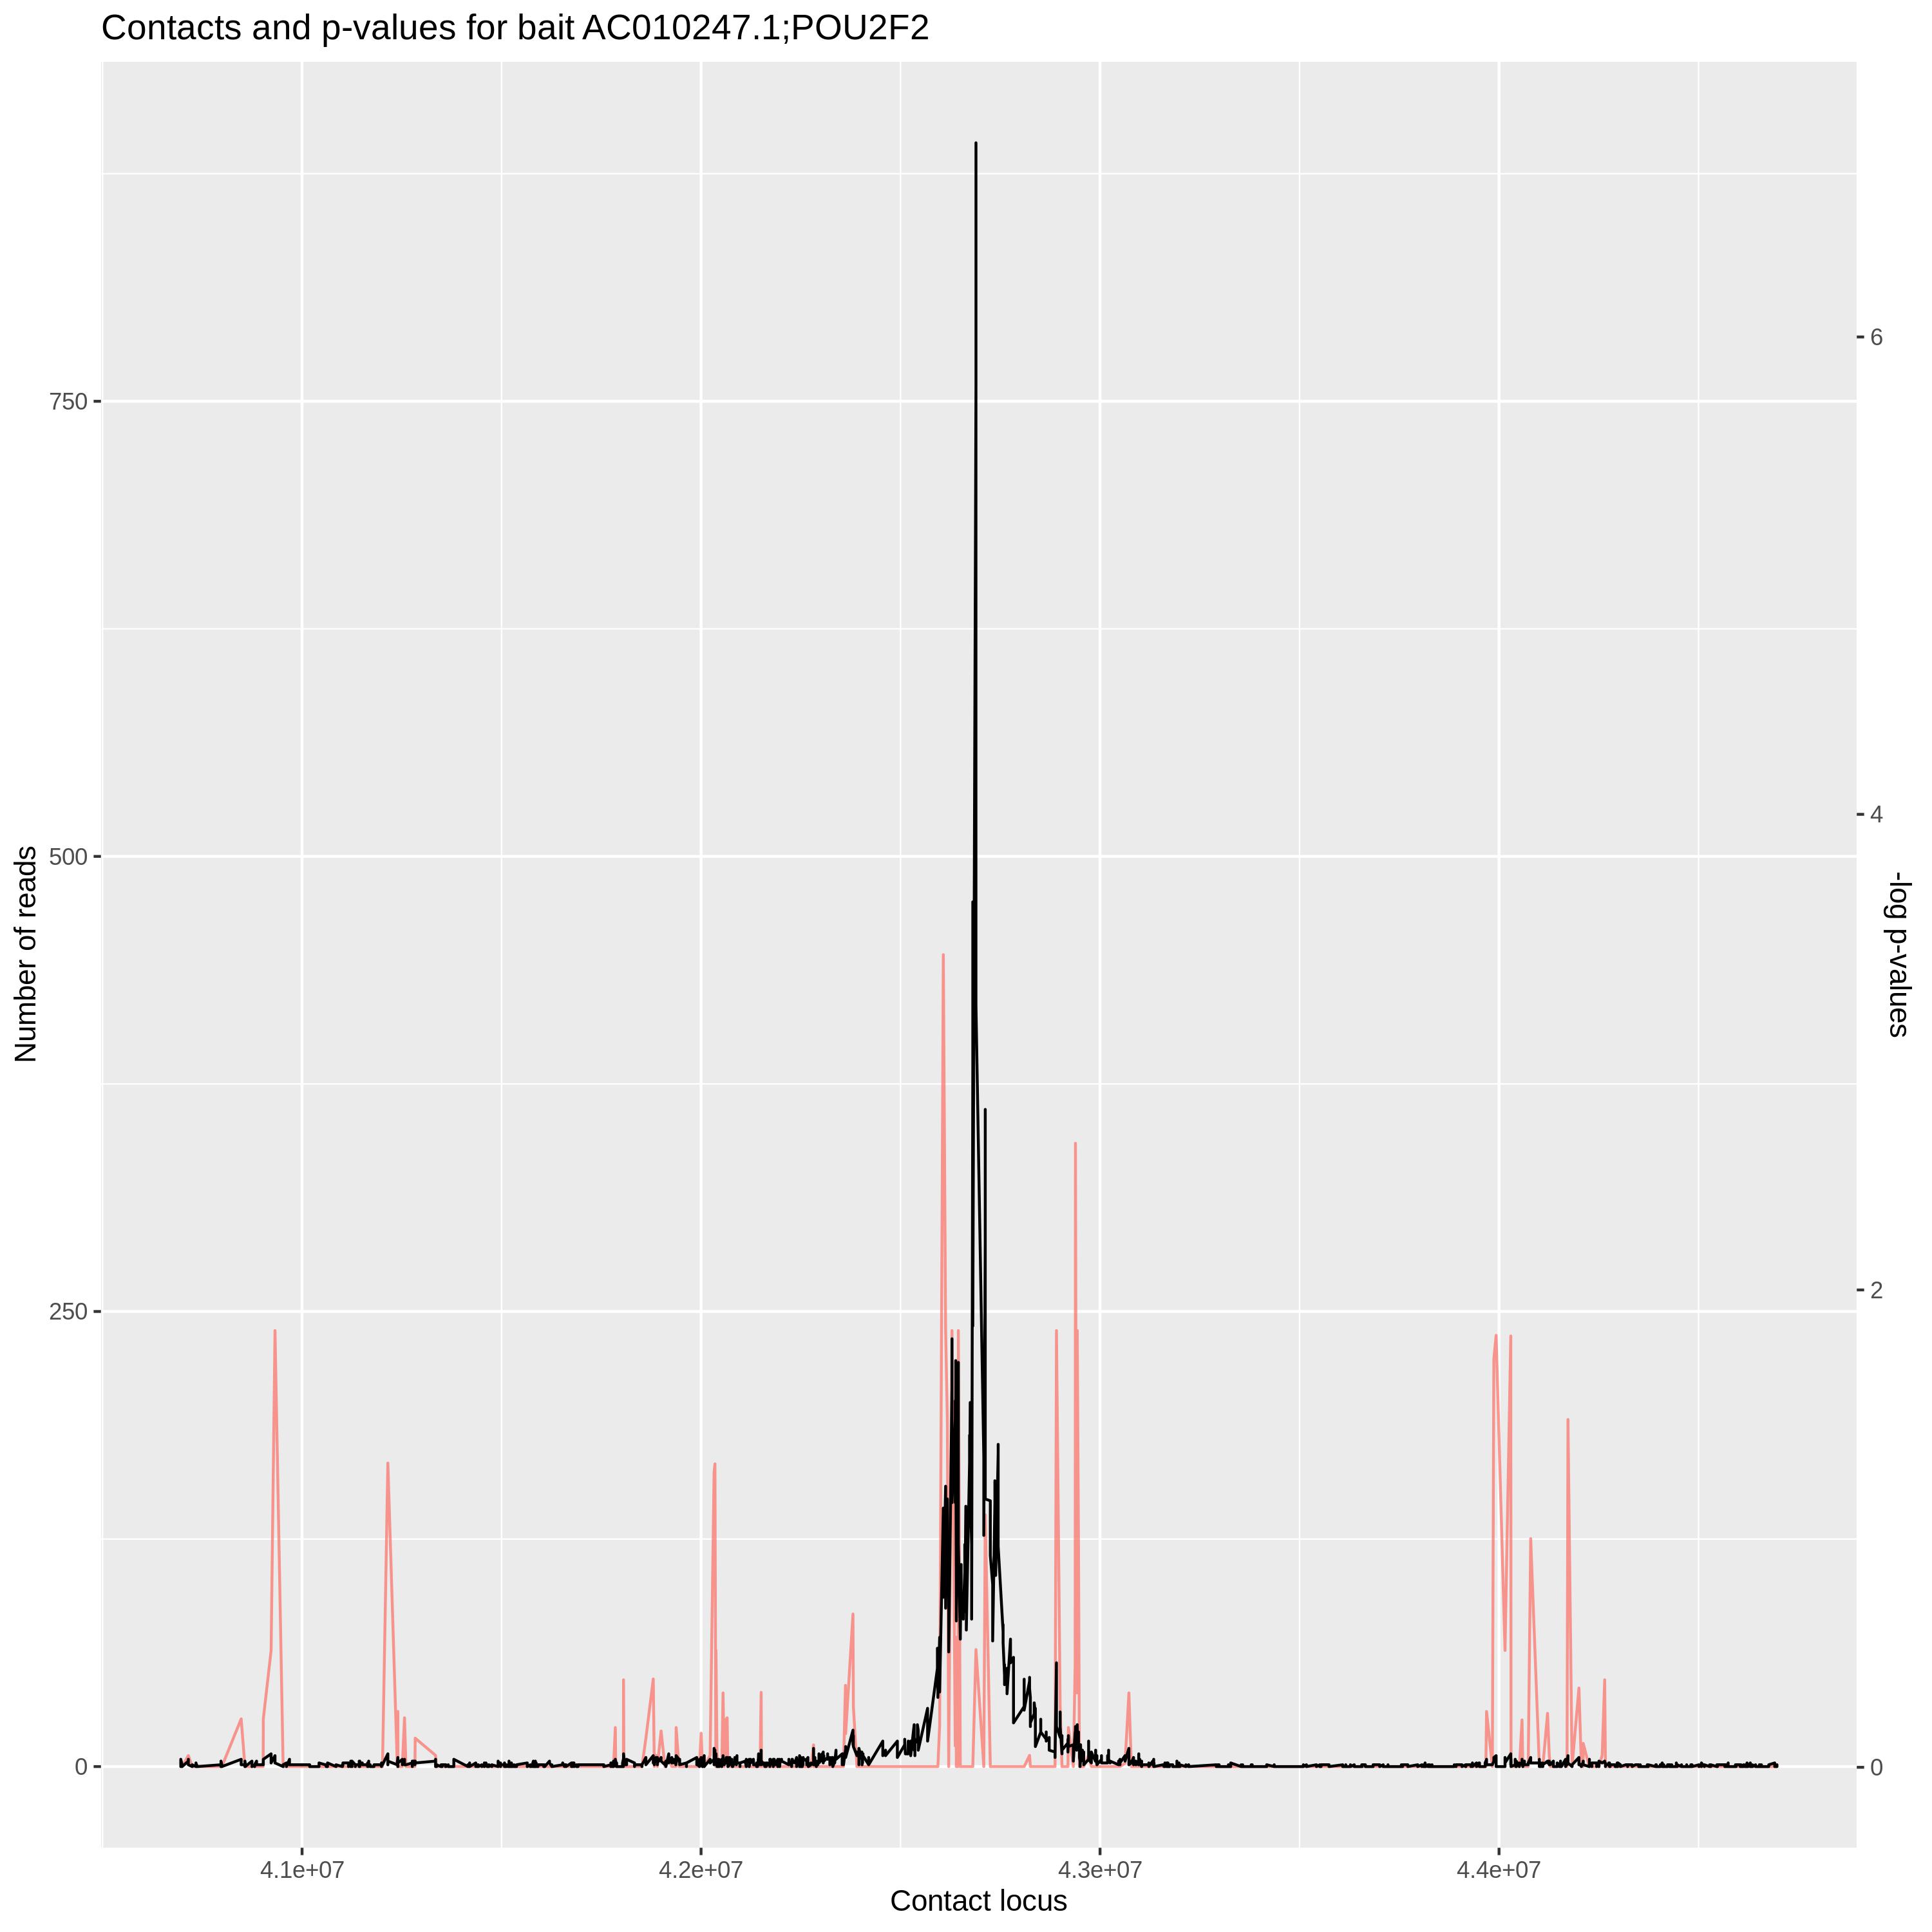 Contacts and p-values for bait AC010247.1;POU2F2
Number of reads
750
500
250
0
6
4
2
0
-log p-values
4.1e+07
4.2e+07
4.3e+07
4.4e+07
Contact locus